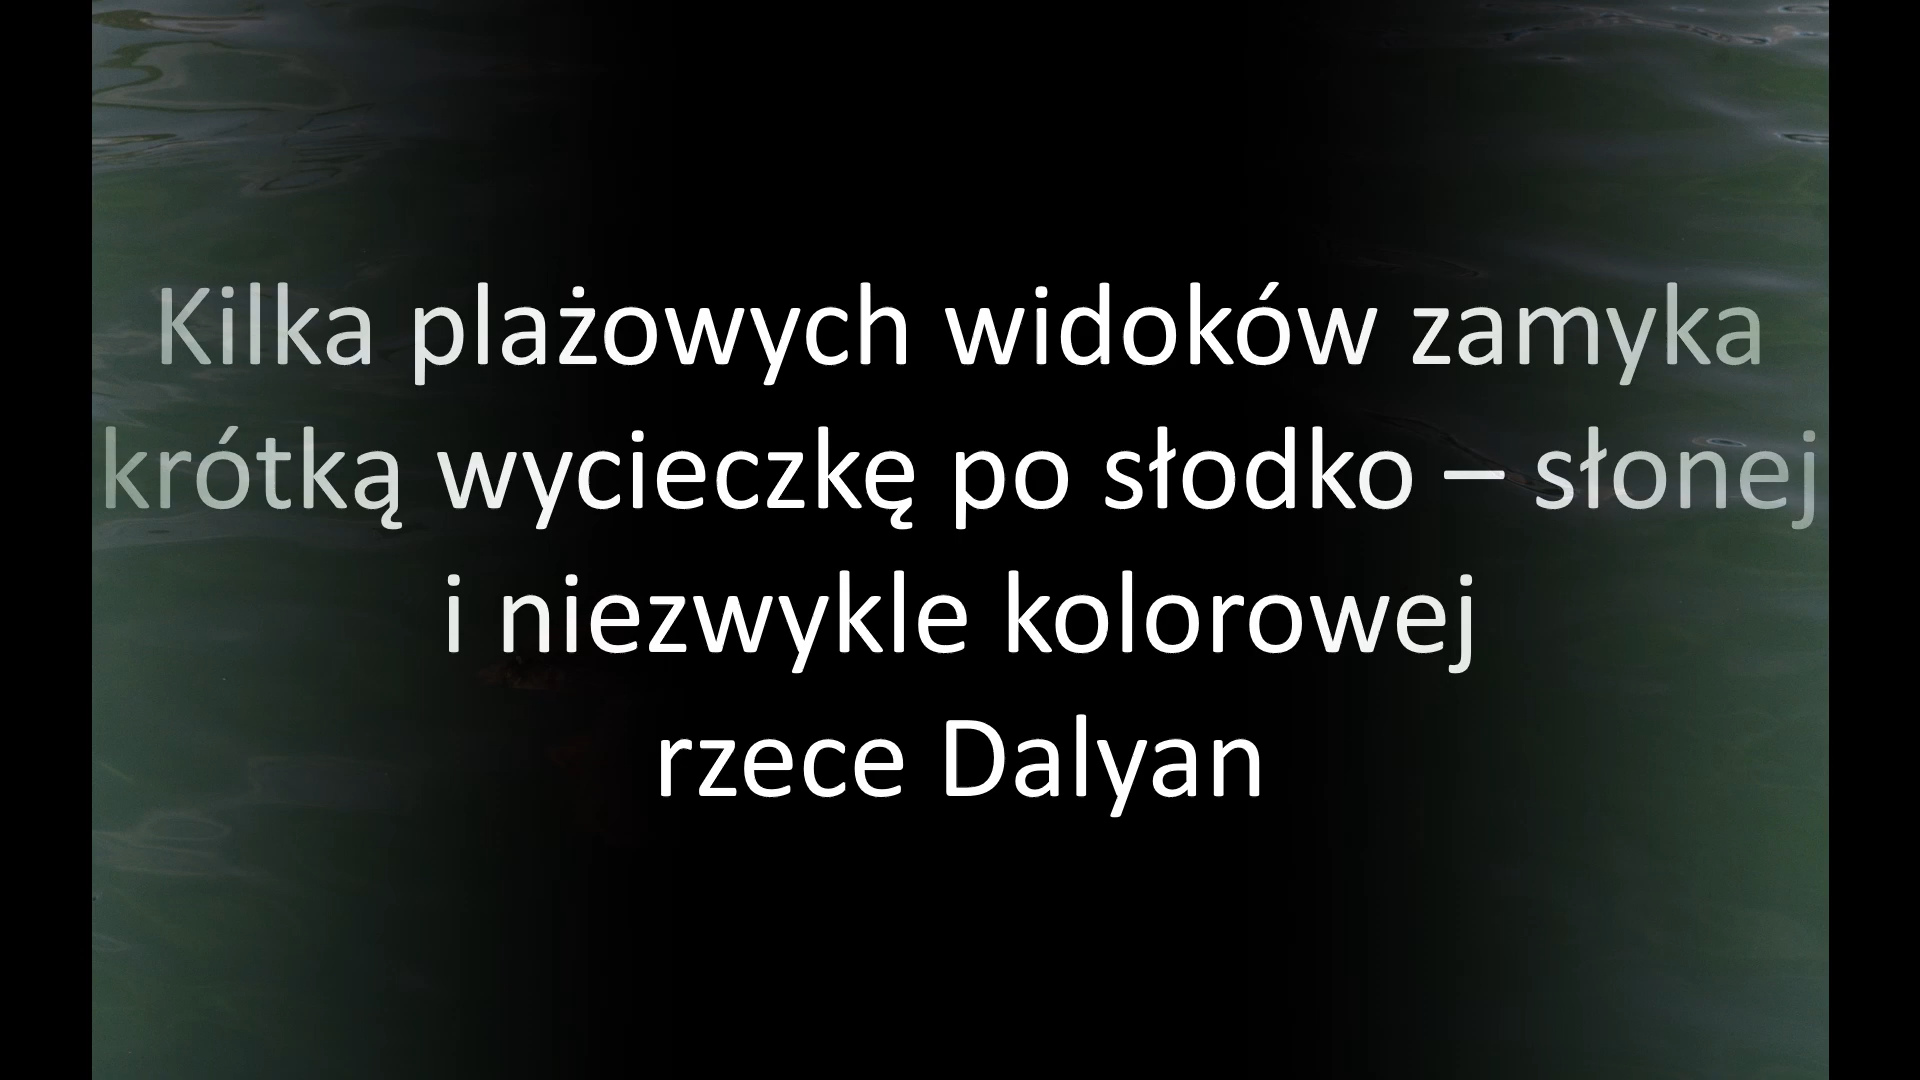 Kilka plażowych widoków zamyka
krótką wycieczkę po słodko – słonej
i niezwykle kolorowej
rzece Dalyan